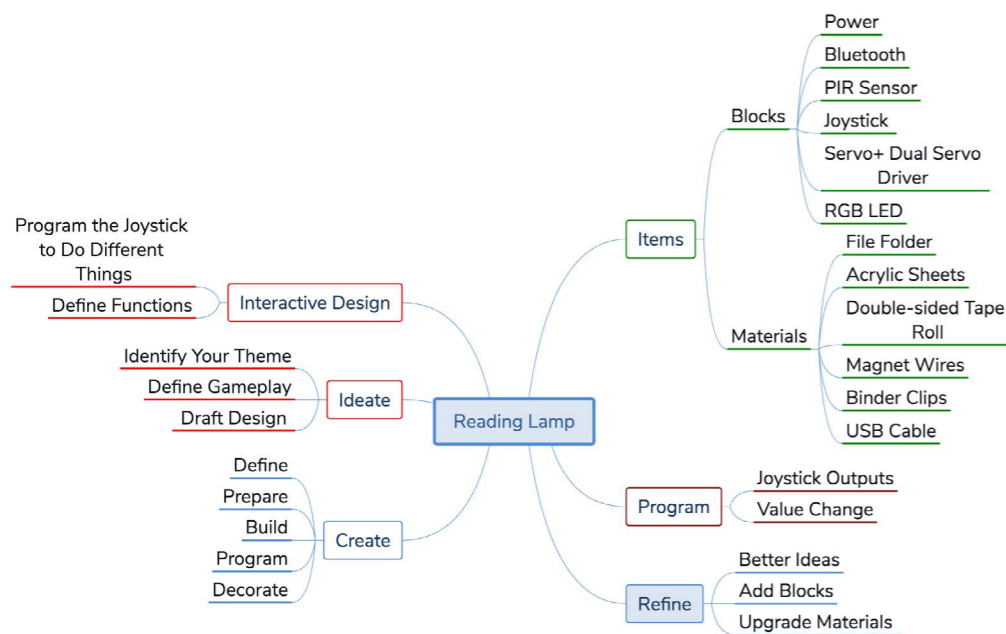 Reading Lamp
Interactive Design
Program the Joystick
to Do Different
Things
Define Functions
Ideate
Identify Your Theme
Define Gameplay
Draft Design
Create
Define
Prepare
Build
Program
Decorate
Items
Blocks
Power
Bluetooth
PIR Sensor
Joystick
Servo+ Dual Servo
Driver
RGB LED
Materials
File Folder
Acrylic Sheets
Double-sided Tape
Roll
Magnet Wires
Binder Clips
USB Cable
Program
Joystick Outputs
Value Change
Refine
Better Ideas
Add Blocks
Upgrade Materials